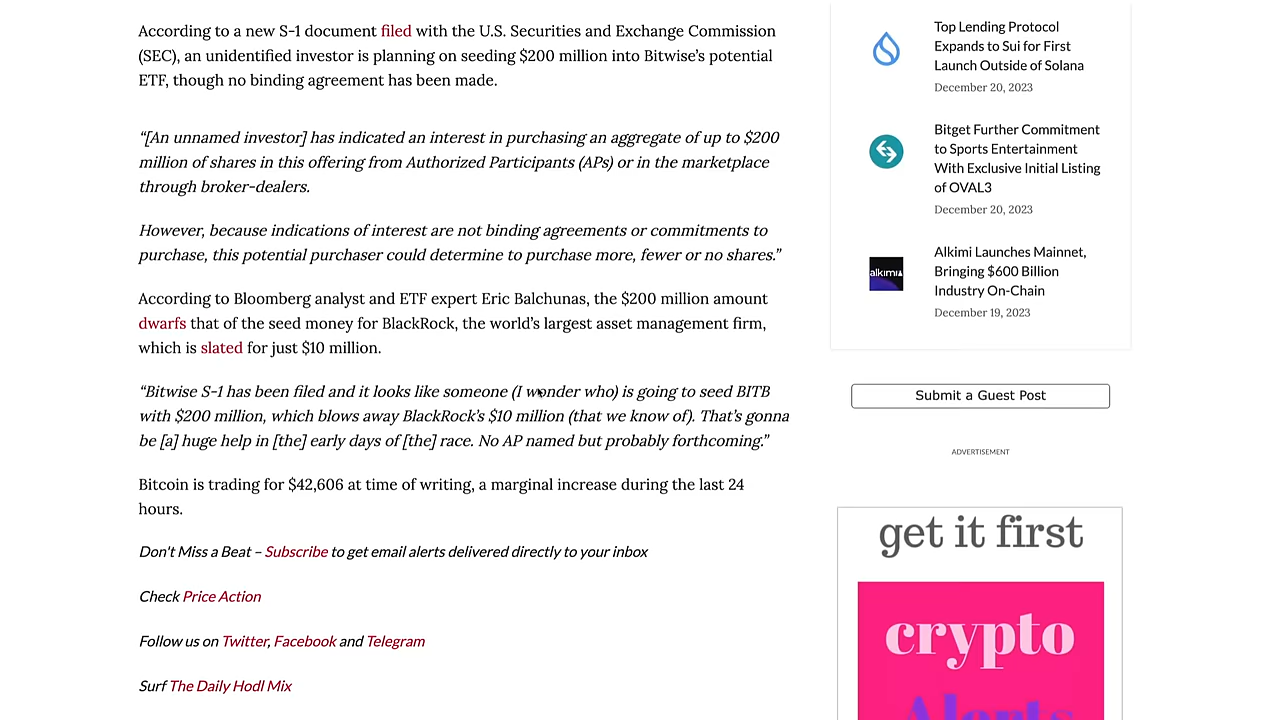 According to a new S-1 document filed with the U.S. Securities and Exchange Commission
(SEC), an unidentified investor is planning on seeding $200 million into Bitwise’s potential
ETF, though no binding agreement has been made.
“[An unnamed investor] has indicated an interest in purchasing an aggregate of up to $200
million of shares in this offering from Authorized Participants (APs) or in the marketplace
through broker-dealers.
However, because indications of interest are not binding agreements or commitments to
purchase, this potential purchaser could determine to purchase more, fewer or no shares.”
According to Bloomberg analyst and ETF expert Eric Balchunas, the $200 million amount
dwarfs that of the seed money for BlackRock, the world’s largest asset management firm,
which is slated for just $10 million.
“Bitwise S-1 has been filed and it looks like someone (I wonder who) is going to seed BITB
with $200 million, which blows away BlackRock’s $10 million (that we know of). That’s gonna
be [a] huge help in [the] early days of [the] race. No AP named but probably forthcoming.”
Bitcoin is trading for $42,606 at time of writing, a marginal increase during the last 24
hours.
Don't Miss a Beat – Subscribe to get email alerts delivered directly to your inbox
Check Price Action
Follow us on Twitter, Facebook and Telegram
Surf The Daily Hodl Mix
Top Lending Protocol
Expands to Sui for First
Launch Outside of Solana
December 20, 2023
Bitget Further Commitment
to Sports Entertainment
With Exclusive Initial Listing
of OVAL3
December 20, 2023
alkimi
Alkimi Launches Mainnet,
Bringing $600 Billion
Industry On-Chain
December 19, 2023
Submit a Guest Post
ADVERTISEMENT
get it first
crypto
Alerts